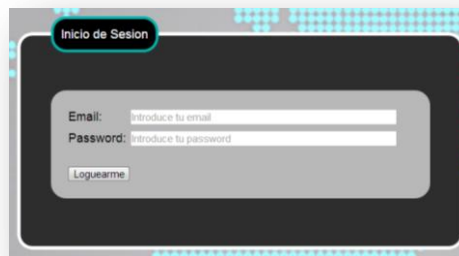 Inicio de Sesion
Email: Introduce tu email
Password: Introduce tu password
Loguearme